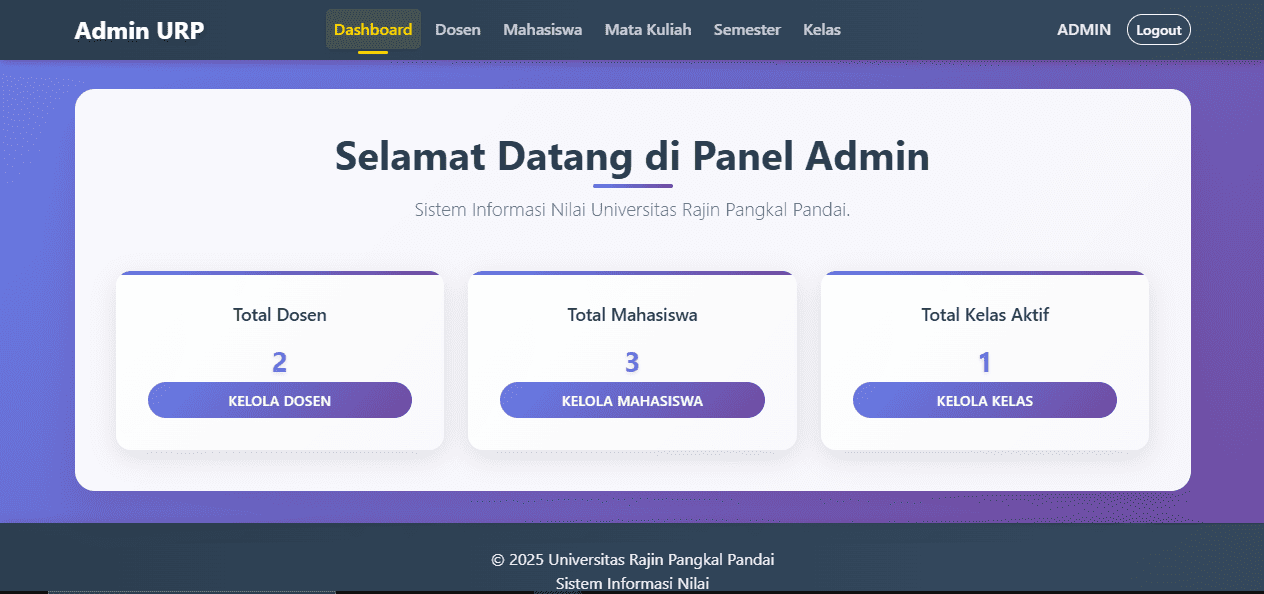 Admin URP
Dashboard Dosen Mahasiswa Mata Kuliah Semester Kelas
ADMIN Logout
Selamat Datang di Panel Admin
Sistem Informasi Nilai Universitas Rajin Pangkal Pandai.
Total Dosen
2
KELOLA DOSEN
Total Mahasiswa
3
KELOLA MAHASISWA
Total Kelas Aktif
1
KELOLA KELAS
© 2025 Universitas Rajin Pangkal Pandai
Sistem Informasi Nilai